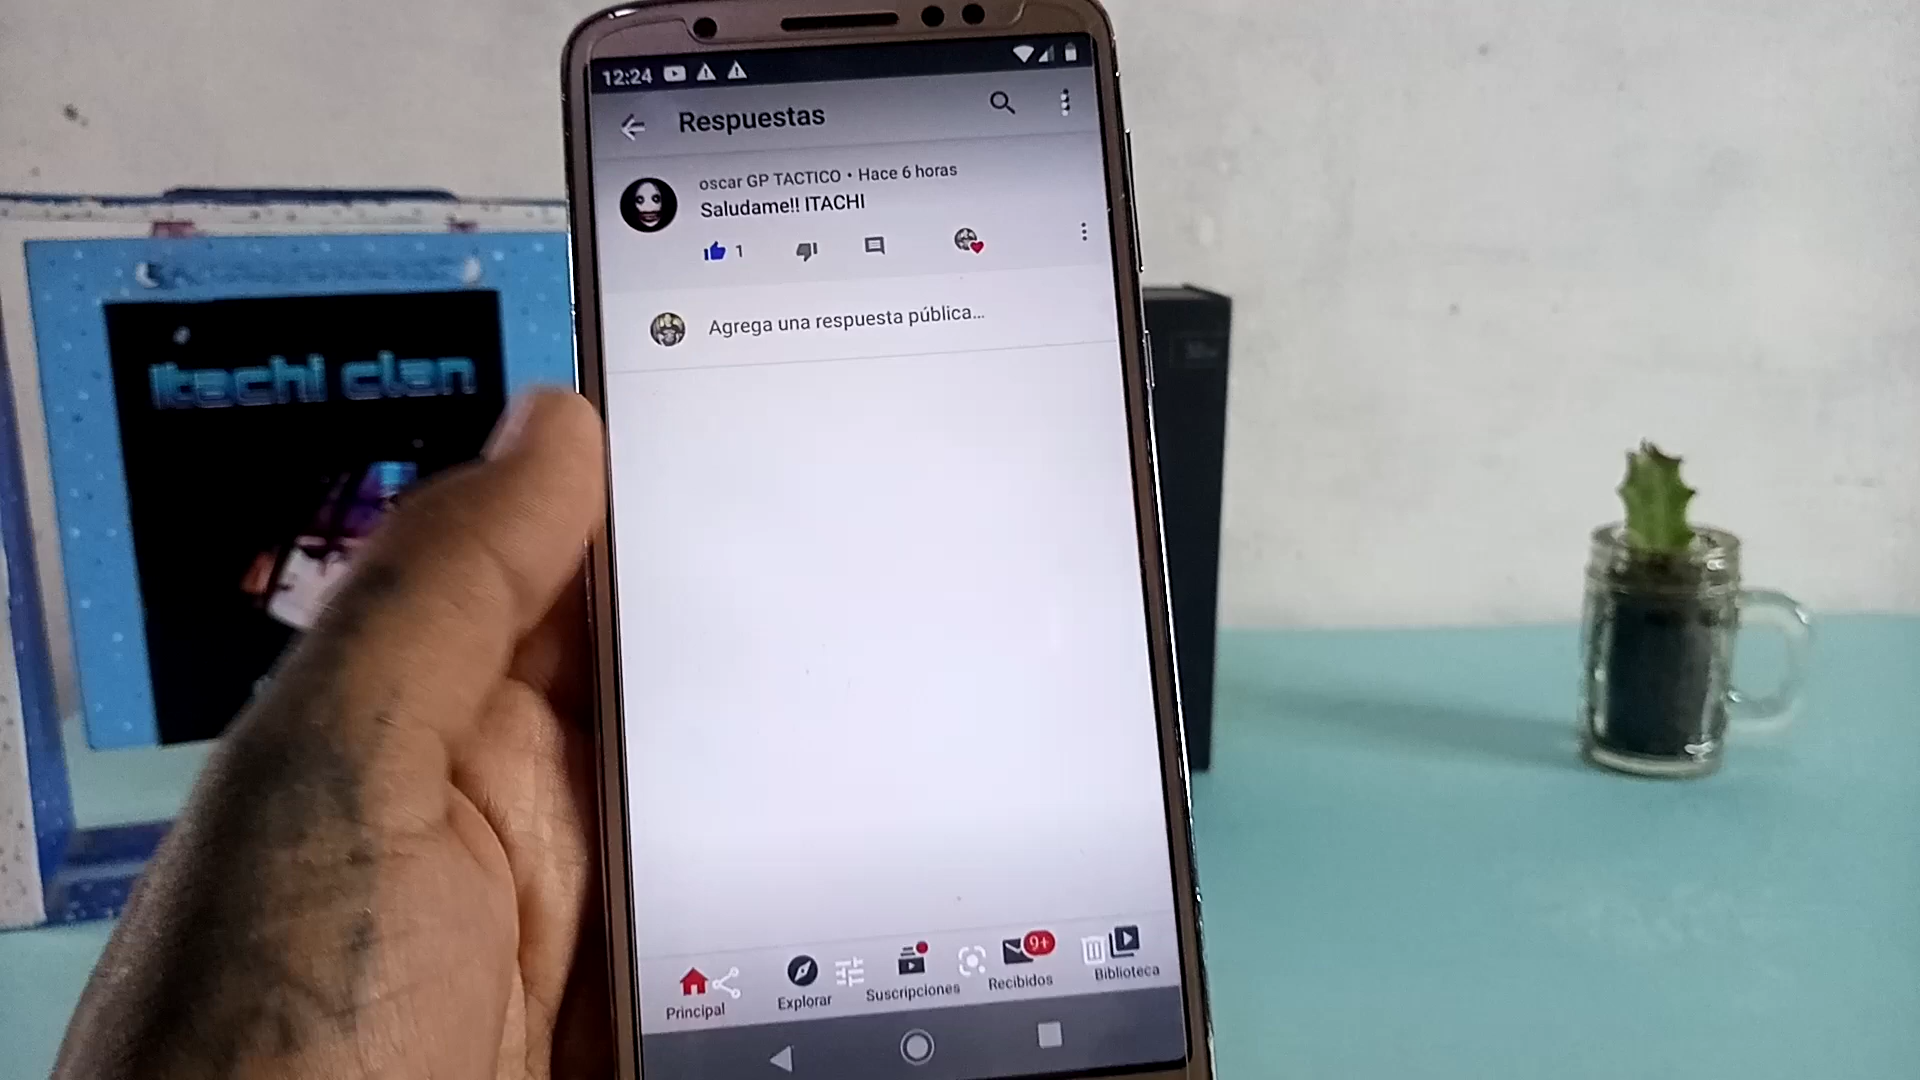 12:24
Respuestas
oscar GP TACTICO • Hace 6 horas
Saludame!! ITACHI
1
Agrega una respuesta pública...
Itachi clan
9+
Principal
Explorar
Suscripciones
Recibidos
Biblioteca